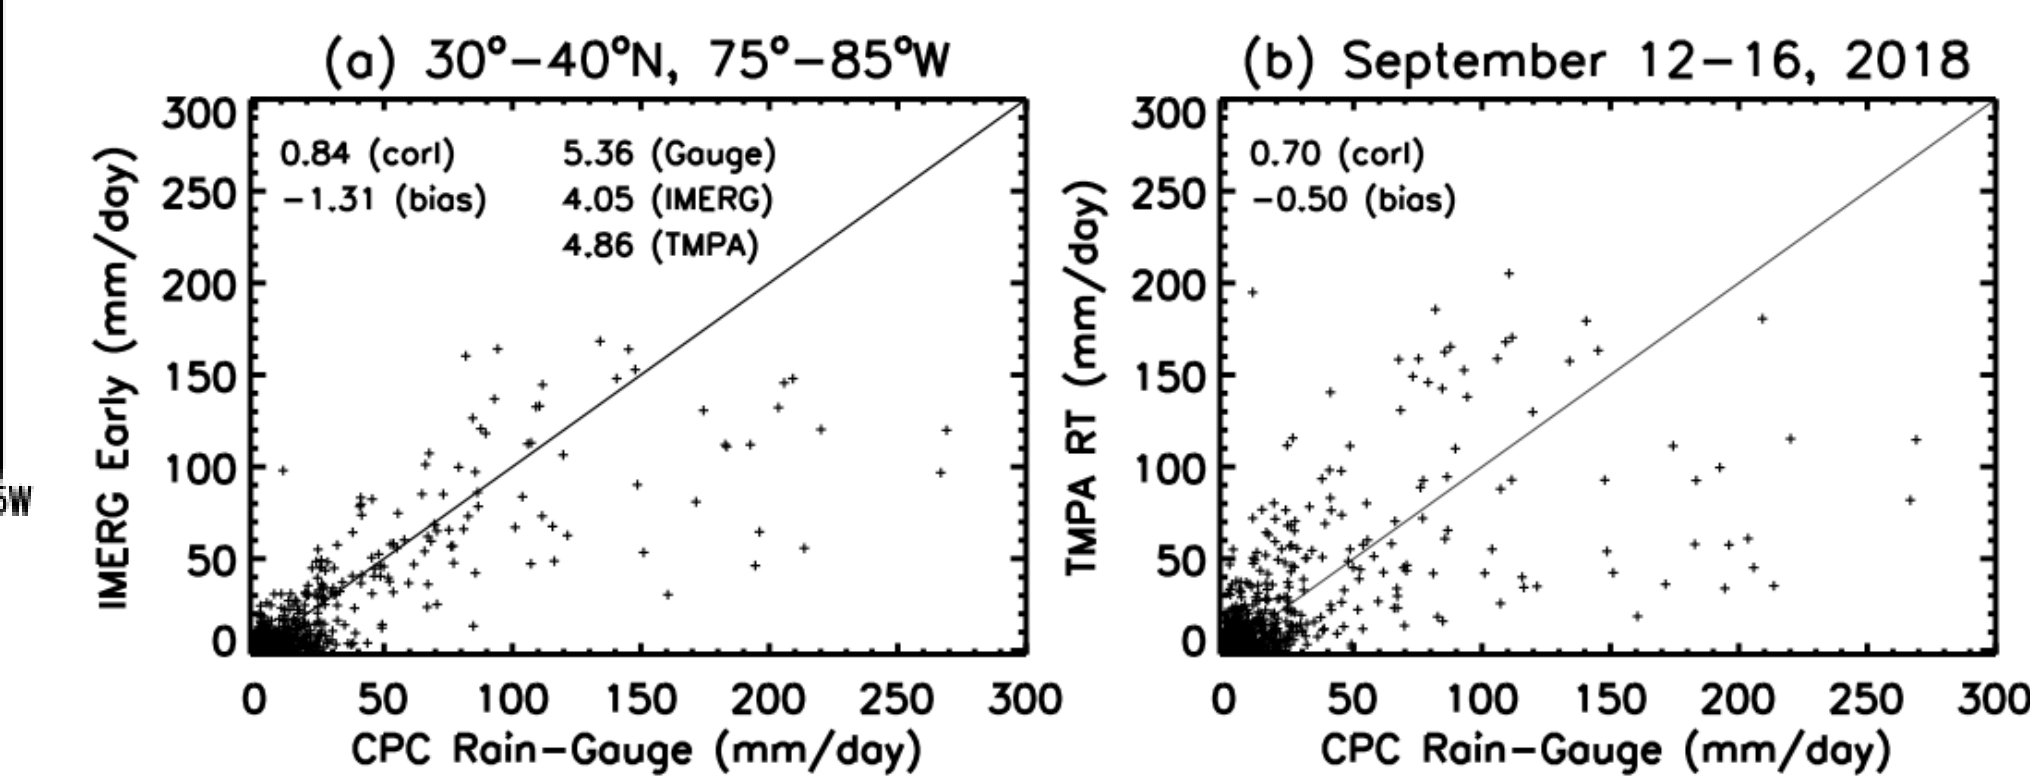 (a) 30°–40°N, 75°–85°W
300
250
200
150
100
50
0
IMERG Early (mm/day)
0.84 (corl)
−1.31 (bias)
5.36 (Gauge)
4.05 (IMERG)
4.86 (TMPA)
0 50 100 150 200 250 300
CPC Rain−Gauge (mm/day)
(b) September 12−16, 2018
300
250
200
150
100
50
0
TMPA RT (mm/day)
0.70 (corl)
−0.50 (bias)
0 50 100 150 200 250 300
CPC Rain−Gauge (mm/day)